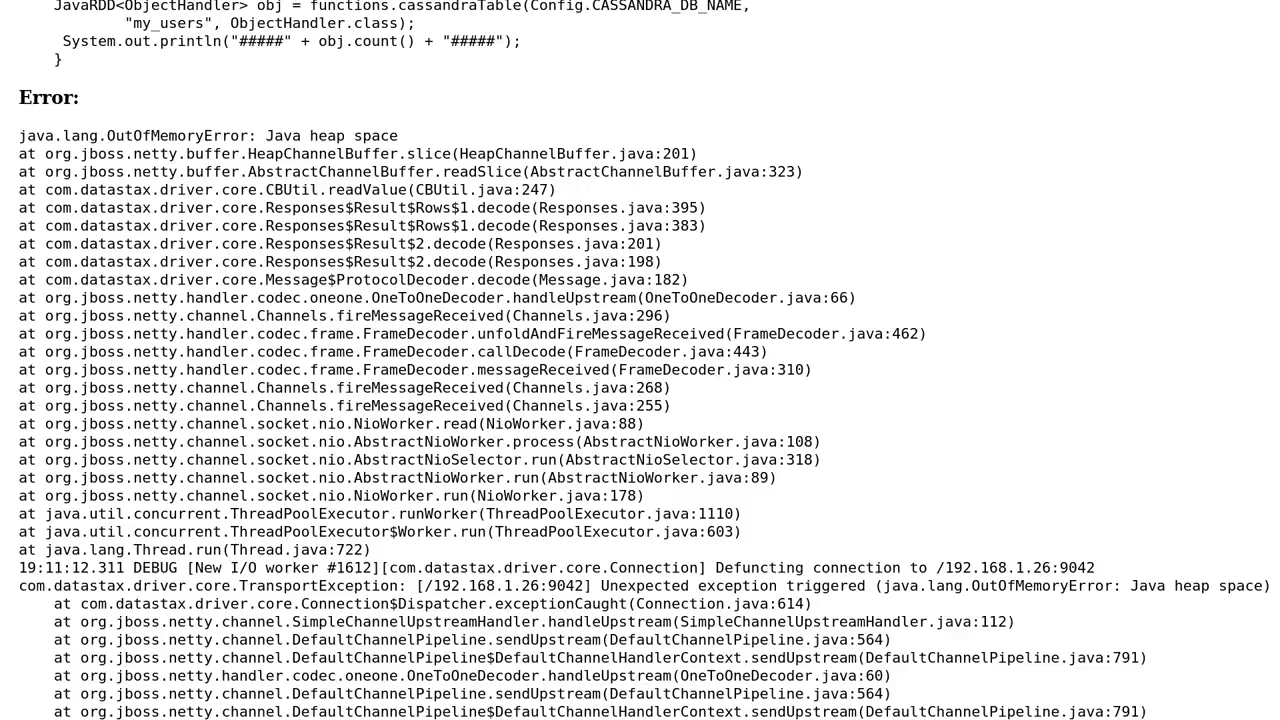 JavaRDD<ObjectHandler> obj = functions.cassandraTable(Config.CASSANDRA_DB_NAME,
"my_users", ObjectHandler.class);
System.out.println("#####" + obj.count() + "#####");
}
Error:
java.lang.OutOfMemoryError: Java heap space
at org.jboss.netty.buffer.HeapChannelBuffer.slice(HeapChannelBuffer.java:201)
at org.jboss.netty.buffer.AbstractChannelBuffer.readSlice(AbstractChannelBuffer.java:323)
at com.datastax.driver.core.CBUtil.readValue(CBUtil.java:247)
at com.datastax.driver.core.Responses$Result$Rows$1.decode(Responses.java:395)
at com.datastax.driver.core.Responses$Result$Rows$1.decode(Responses.java:383)
at com.datastax.driver.core.Responses$Result$2.decode(Responses.java:201)
at com.datastax.driver.core.Responses$Result$2.decode(Responses.java:198)
at com.datastax.driver.core.Message$ProtocolDecoder.decode(Message.java:182)
at org.jboss.netty.handler.codec.oneone.OneToOneDecoder.handleUpstream(OneToOneDecoder.java:66)
at org.jboss.netty.channel.Channels.fireMessageReceived(Channels.java:296)
at org.jboss.netty.handler.codec.frame.FrameDecoder.unfoldAndFireMessageReceived(FrameDecoder.java:462)
at org.jboss.netty.handler.codec.frame.FrameDecoder.callDecode(FrameDecoder.java:443)
at org.jboss.netty.handler.codec.frame.FrameDecoder.messageReceived(FrameDecoder.java:310)
at org.jboss.netty.channel.Channels.fireMessageReceived(Channels.java:268)
at org.jboss.netty.channel.Channels.fireMessageReceived(Channels.java:255)
at org.jboss.netty.channel.socket.nio.NioWorker.read(NioWorker.java:88)
at org.jboss.netty.channel.socket.nio.AbstractNioWorker.process(AbstractNioWorker.java:108)
at org.jboss.netty.channel.socket.nio.AbstractNioSelector.run(AbstractNioSelector.java:318)
at org.jboss.netty.channel.socket.nio.AbstractNioWorker.run(AbstractNioWorker.java:89)
at org.jboss.netty.channel.socket.nio.NioWorker.run(NioWorker.java:178)
at java.util.concurrent.ThreadPoolExecutor.runWorker(ThreadPoolExecutor.java:1110)
at java.util.concurrent.ThreadPoolExecutor$Worker.run(ThreadPoolExecutor.java:603)
at java.lang.Thread.run(Thread.java:722)
19:11:12.311 DEBUG [New I/O worker #1612][com.datastax.driver.core.Connection] Defuncting connection to /192.168.1.26:9042
com.datastax.driver.core.TransportException: [/192.168.1.26:9042] Unexpected exception triggered (java.lang.OutOfMemoryError: Java heap space)
at com.datastax.driver.core.Connection$Dispatcher.exceptionCaught(Connection.java:614)
at org.jboss.netty.channel.SimpleChannelUpstreamHandler.handleUpstream(SimpleChannelUpstreamHandler.java:112)
at org.jboss.netty.channel.DefaultChannelPipeline.sendUpstream(DefaultChannelPipeline.java:564)
at org.jboss.netty.channel.DefaultChannelPipeline$DefaultChannelHandlerContext.sendUpstream(DefaultChannelPipeline.java:791)
at org.jboss.netty.handler.codec.oneone.OneToOneDecoder.handleUpstream(OneToOneDecoder.java:60)
at org.jboss.netty.channel.DefaultChannelPipeline.sendUpstream(DefaultChannelPipeline.java:564)
at org.jboss.netty.channel.DefaultChannelPipeline$DefaultChannelHandlerContext.sendUpstream(DefaultChannelPipeline.java:791)